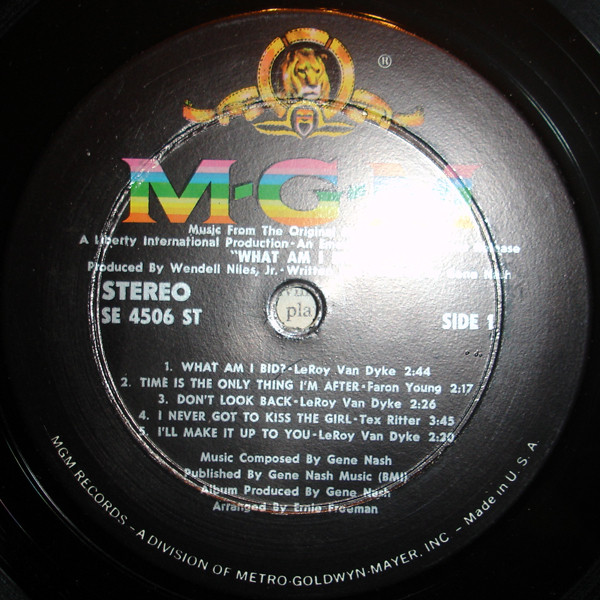 ®
M-G-M
Music From The Original
A Liberty International Production · An
"WHAT AM I
Produced By Wendell Niles, Jr. · Written Gene Nash
STEREO
SE 4506 ST
SIDE 1
pla
1. WHAT AM I BID? · LeRoy Van Dyke 2:44
2. TIME IS THE ONLY THING I'M AFTER · Faron Young 2:17
3. DON'T LOOK BACK · LeRoy Van Dyke 2:26
4. I NEVER GOT TO KISS THE GIRL · Tex Ritter 3:45
5. I'LL MAKE IT UP TO YOU · LeRoy Van Dyke 2:20
Music Composed By Gene Nash
Published By Gene Nash Music (BMI)
Album Produced By Gene Nash
Arranged By Ernie Freeman
MGM RECORDS – A DIVISION OF METRO-GOLDWYN-MAYER, INC – Made in U.S.A